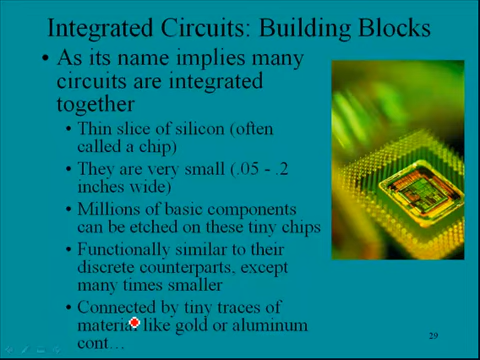 Integrated Circuits: Building Blocks
• As its name implies many
circuits are integrated
together
• Thin slice of silicon (often
called a chip)
• They are very small (.05 - .2
inches wide)
• Millions of basic components
can be etched on these tiny chips
• Functionally similar to their
discrete counterparts, except
many times smaller
• Connected by tiny traces of
material like gold or aluminum
cont…
29